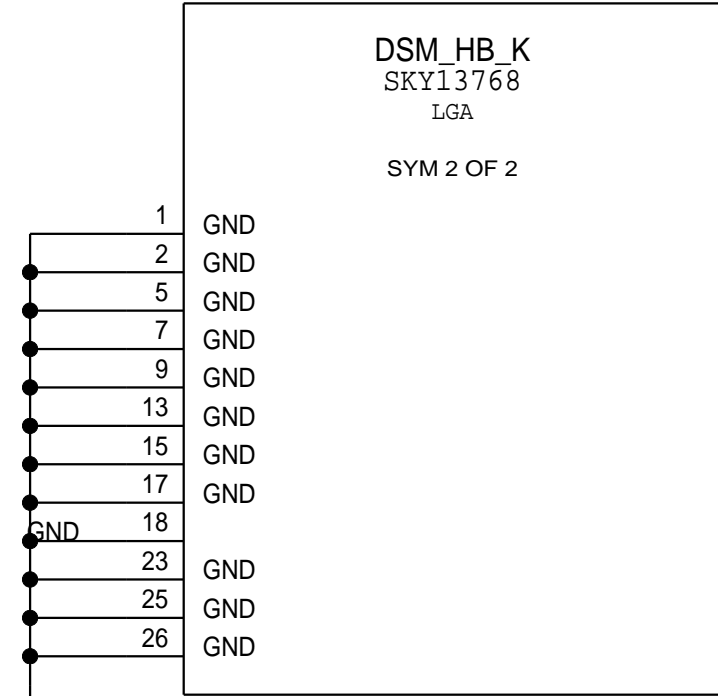 DSM_HB_K
SKY13768
LGA
SYM 2 OF 2
1 GND
2 GND
5 GND
7 GND
9 GND
13 GND
15 GND
17 GND
GND 18
23 GND
25 GND
26 GND